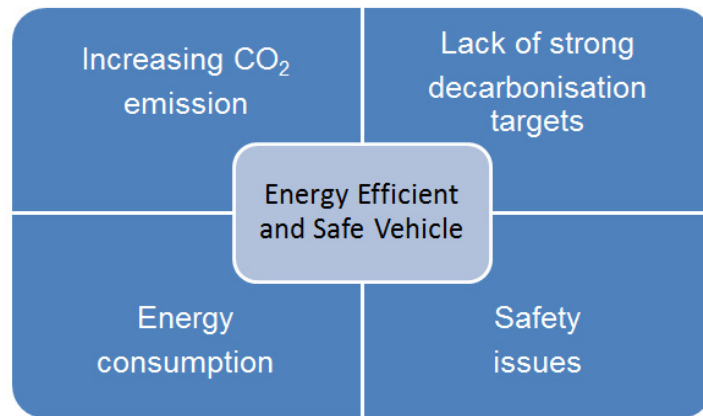 Increasing CO₂
emission
Lack of strong
decarbonisation
targets
Energy Efficient
and Safe Vehicle
Energy
consumption
Safety
issues